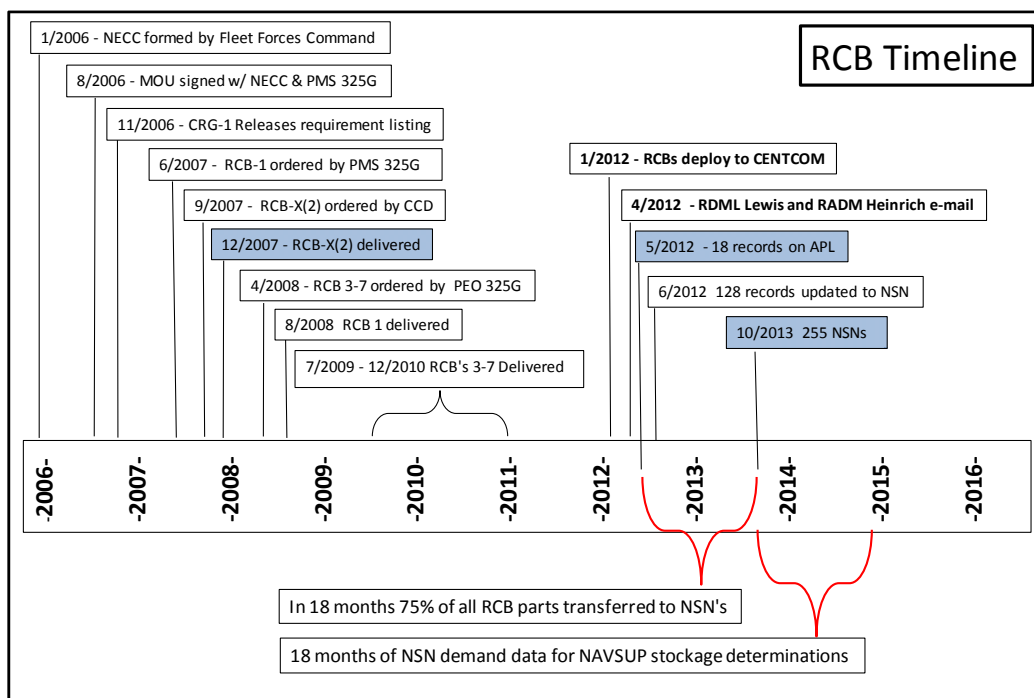 RCB Timeline
1/2006 - NECC formed by Fleet Forces Command
8/2006 - MOU signed w/ NECC & PMS 325G
11/2006 - CRG-1 Releases requirement listing
6/2007 - RCB-1 ordered by PMS 325G
9/2007 - RCB-X(2) ordered by CCD
12/2007 - RCB-X(2) delivered
4/2008 - RCB 3-7 ordered by PEO 325G
8/2008 RCB 1 delivered
7/2009 - 12/2010 RCB's 3-7 Delivered
1/2012 - RCBs deploy to CENTCOM
4/2012 - RDML Lewis and RADM Heinrich e-mail
5/2012 - 18 records on APL
6/2012 128 records updated to NSN
10/2013 255 NSNs
-2006-
-2007-
-2008-
-2009-
-2010-
-2011-
-2012-
-2013-
-2014-
-2015-
-2016-
In 18 months 75% of all RCB parts transferred to NSN's
18 months of NSN demand data for NAVSUP stockage determinations